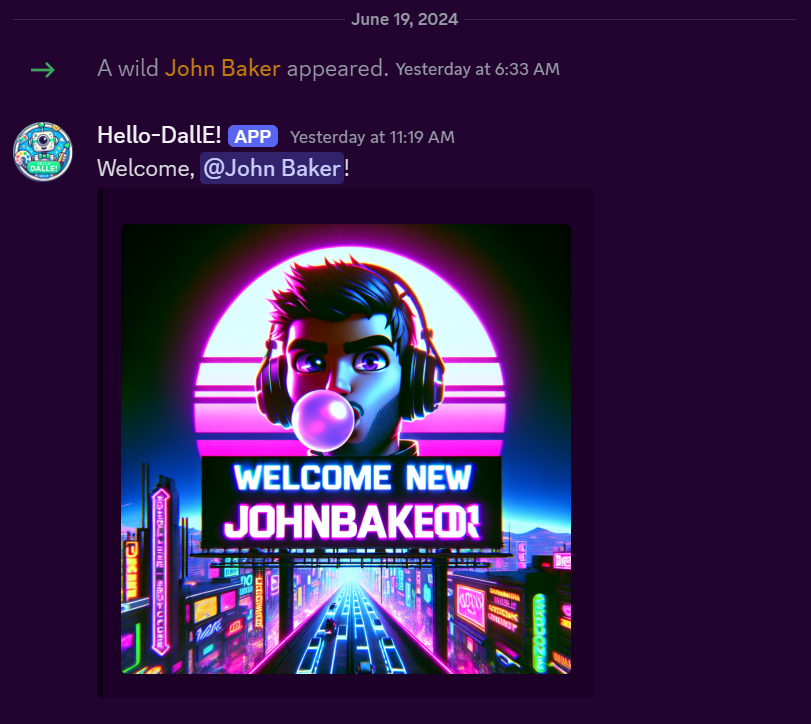 June 19, 2024
A wild John Baker appeared. Yesterday at 6:33 AM
Hello-DallE! APP Yesterday at 11:19 AM
DALLE!
Welcome, @John Baker!
WELCOME NEW